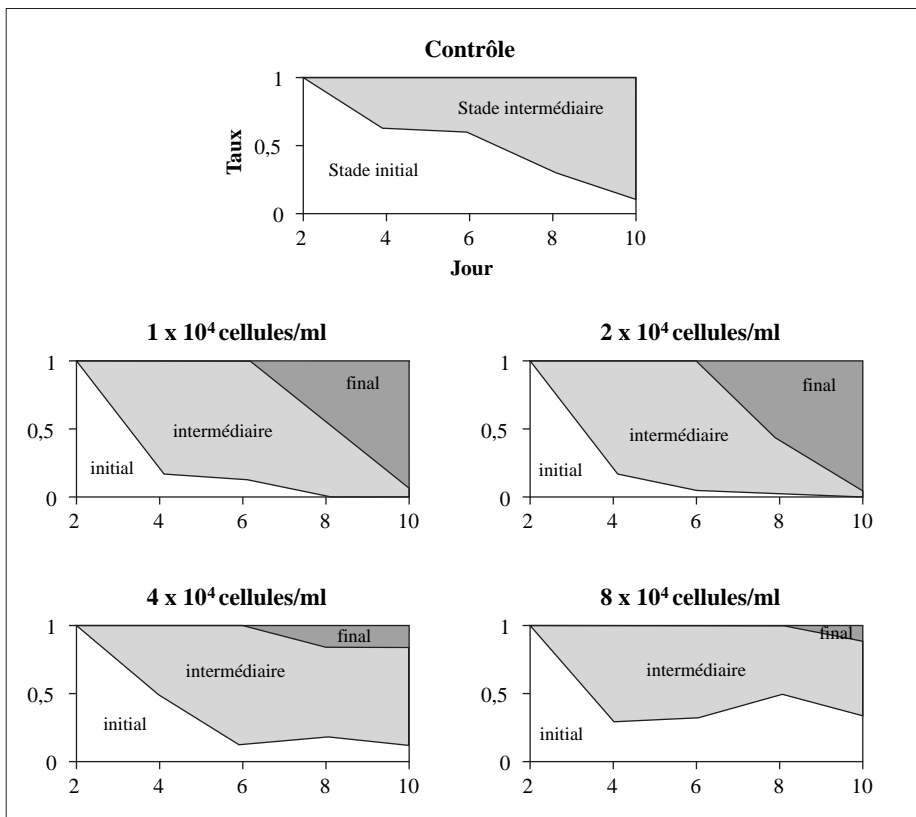 Contrôle
1
0,5
0
Taux
Stade intermédiaire
Stade initial
2 4 6 8 10
Jour
1 x 10⁴ cellules/ml
1
0,5
0
final
intermédiaire
initial
2 4 6 8 10
2 x 10⁴ cellules/ml
1
0,5
0
final
intermédiaire
initial
2 4 6 8 10
4 x 10⁴ cellules/ml
1
0,5
0
final
intermédiaire
initial
2 4 6 8 10
8 x 10⁴ cellules/ml
1
0,5
0
final
intermédiaire
initial
2 4 6 8 10